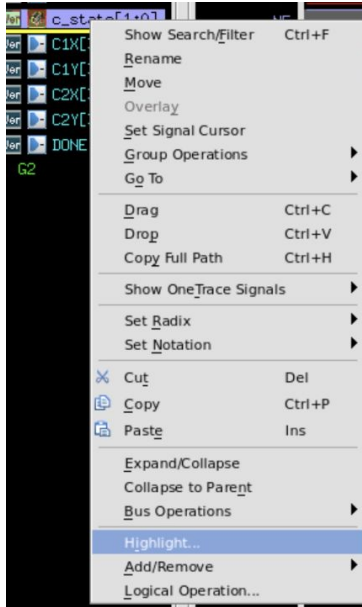 c_state[1:0]
C1X[
C1Y[
C2X[
C2Y[
DONE
G2
Show Search/Filter Ctrl+F
Rename
Move
Overlay
Set Signal Cursor
Group Operations
Go To
Drag Ctrl+C
Drop Ctrl+V
Copy Full Path Ctrl+H
Show OneTrace Signals
Set Radix
Set Notation
Cut Del
Copy Ctrl+P
Paste Ins
Expand/Collapse
Collapse to Parent
Bus Operations
Highlight...
Add/Remove
Logical Operation...